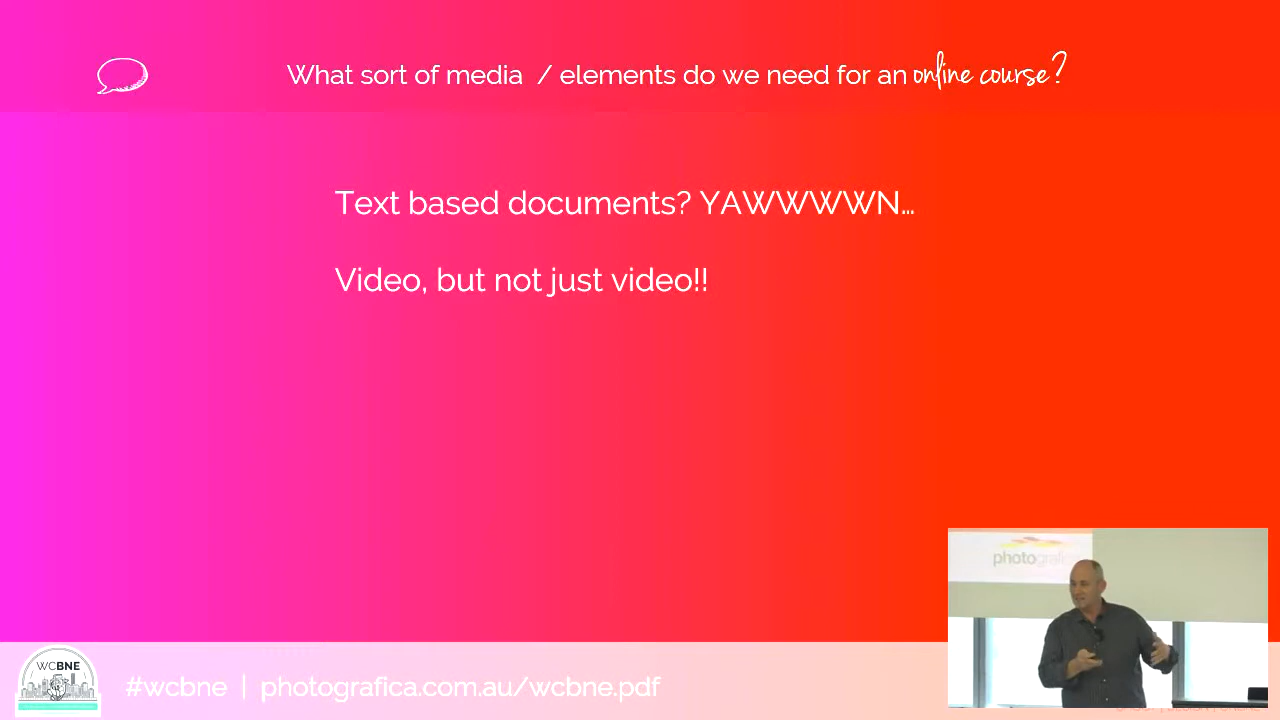 What sort of media / elements do we need for an online course?
Text based documents? YAWWWWN...
Video, but not just video!!
photografica
WCBNE
#wcbne | photografica.com.au/wcbne.pdf